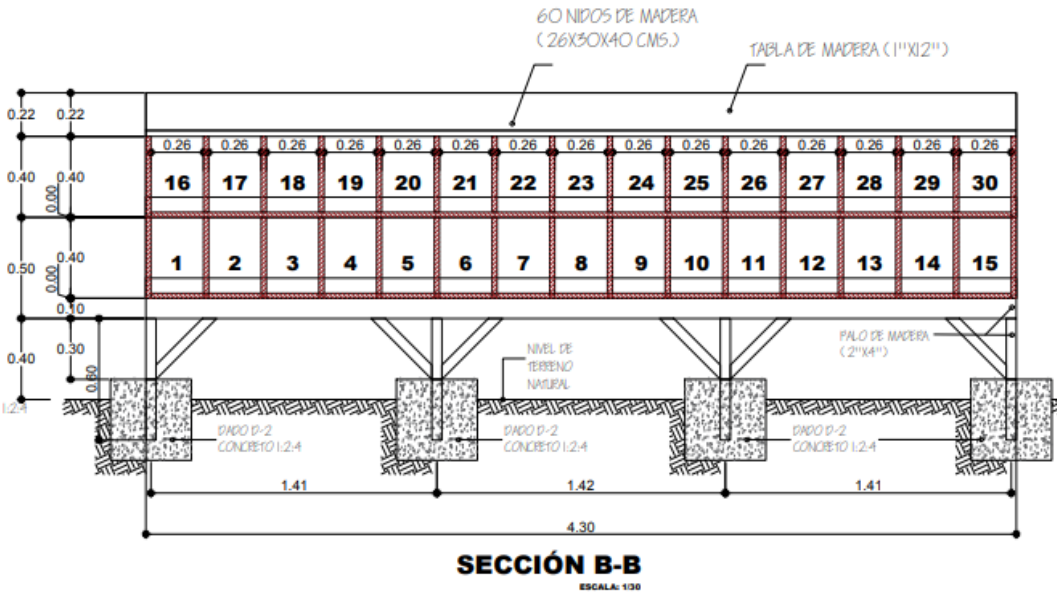 60 NIDOS DE MADERA
(26X30X40 CMS.)
TABLA DE MADERA (1"X12")
0.22 0.22
0.26 0.26 0.26 0.26 0.26 0.26 0.26 0.26 0.26 0.26 0.26 0.26 0.26 0.26 0.26
0.40 0.40
16 17 18 19 20 21 22 23 24 25 26 27 28 29 30
0.00
0.50 0.40
1 2 3 4 5 6 7 8 9 10 11 12 13 14 15
0.00
0.10
0.40 0.30
0.60
PALO DE MADERA
(2"X4")
NIVEL DE
TERRENO
NATURAL
1:2:4
DADO D-2
CONCRETO 1:2:4
DADO D-2
CONCRETO 1:2:4
DADO D-2
CONCRETO 1:2:4
1.41 1.42 1.41
4.30
SECCIÓN B-B
ESCALA: 1/30